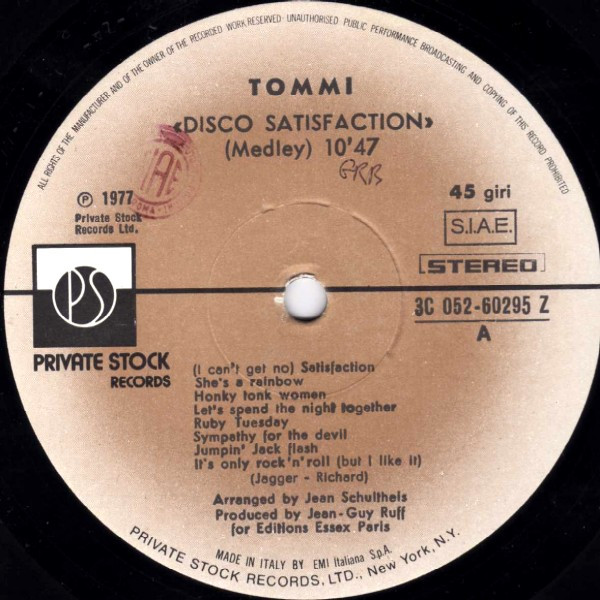 ALL RIGHTS OF THE MANUFACTURER AND OF THE OWNER OF THE RECORDED WORK RESERVED · UNAUTHORISED PUBLIC PERFORMANCE BROADCASTING AND COPYING OF THIS RECORD PROHIBITED
TOMMI
«DISCO SATISFACTION»
(Medley) 10'47
℗ 1977
Private Stock
Records Ltd.
45 giri
S.I.A.E.
STEREO
3C 052-60295 Z
A
PS
PRIVATE STOCK
RECORDS
(I can't get no) Satisfaction
She's a rainbow
Honky tonk women
Let's spend the night together
Ruby Tuesday
Sympathy for the devil
Jumpin' Jack flash
It's only rock'n'roll (but I like it)
(Jagger - Richard)
Arranged by Jean Schultheis
Produced by Jean-Guy Ruff
for Editions Essex Paris
MADE IN ITALY BY EMI Italiana S.p.A.
PRIVATE STOCK RECORDS, LTD., New York, N.Y.